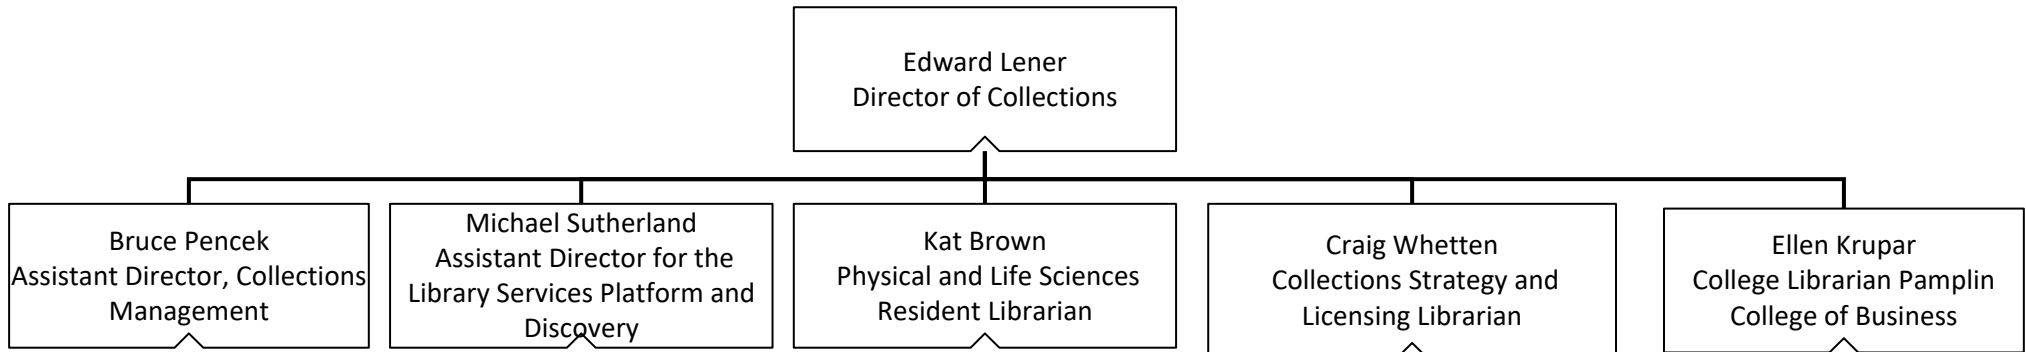 Edward Lener
Director of Collections
Bruce Pencek
Assistant Director, Collections
Management
Michael Sutherland
Assistant Director for the
Library Services Platform and
Discovery
Kat Brown
Physical and Life Sciences
Resident Librarian
Craig Whetten
Collections Strategy and
Licensing Librarian
Ellen Krupar
College Librarian Pamplin
College of Business